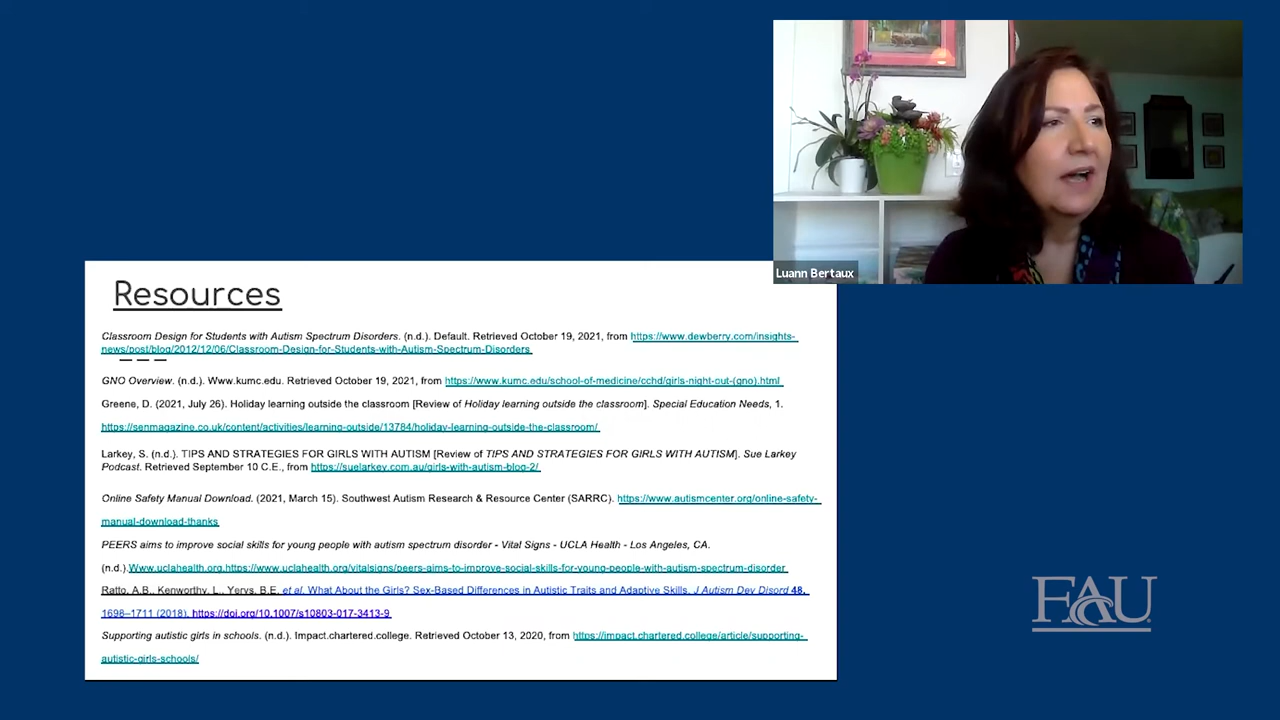 Luann Bertaux
Resources
Classroom Design for Students with Autism Spectrum Disorders. (n.d.). Default. Retrieved October 19, 2021, from https://www.dewberry.com/insights-
news/post/blog/2012/12/06/Classroom-Design-for-Students-with-Autism-Spectrum-Disorders
GNO Overview. (n.d.). Www.kumc.edu. Retrieved October 19, 2021, from https://www.kumc.edu/school-of-medicine/cchd/girls-night-out-(gno).html
Greene, D. (2021, July 26). Holiday learning outside the classroom [Review of Holiday learning outside the classroom]. Special Education Needs, 1.
https://senmagazine.co.uk/content/activities/learning-outside/13784/holiday-learning-outside-the-classroom/
Larkey, S. (n.d.). TIPS AND STRATEGIES FOR GIRLS WITH AUTISM [Review of TIPS AND STRATEGIES FOR GIRLS WITH AUTISM]. Sue Larkey
Podcast. Retrieved September 10 C.E., from https://suelarkey.com.au/girls-with-autism-blog-2/
Online Safety Manual Download. (2021, March 15). Southwest Autism Research & Resource Center (SARRC). https://www.autismcenter.org/online-safety-
manual-download-thanks
PEERS aims to improve social skills for young people with autism spectrum disorder - Vital Signs - UCLA Health - Los Angeles, CA.
(n.d.).Www.uclahealth.org.https://www.uclahealth.org/vitalsigns/peers-aims-to-improve-social-skills-for-young-people-with-autism-spectrum-disorder
Ratto, A.B., Kenworthy, L., Yerys, B.E. et al. What About the Girls? Sex-Based Differences in Autistic Traits and Adaptive Skills. J Autism Dev Disord 48,
1698–1711 (2018). https://doi.org/10.1007/s10803-017-3413-9
Supporting autistic girls in schools. (n.d.). Impact.chartered.college. Retrieved October 13, 2020, from https://impact.chartered.college/article/supporting-
autistic-girls-schools/
FAU